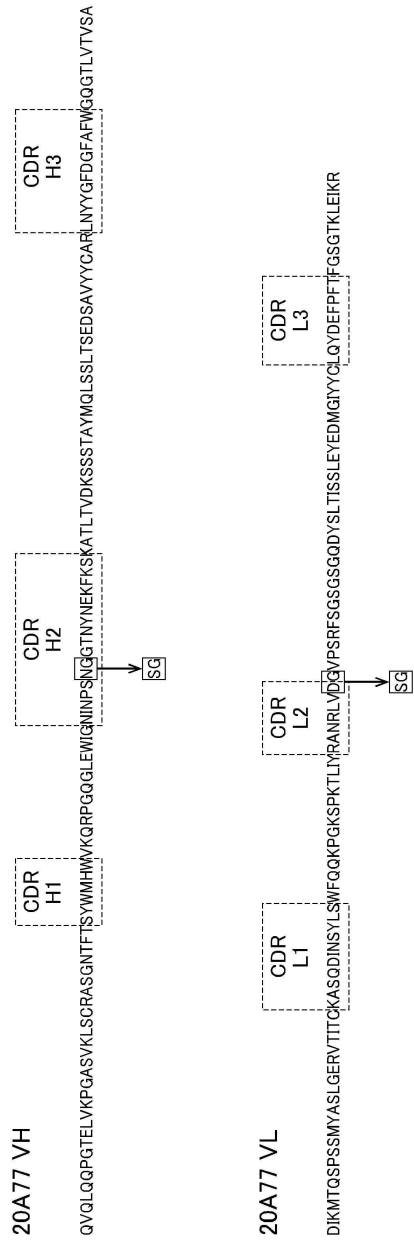 20A77 VH
CDR
H1
CDR
H2
CDR
H3
QVQLQQPGTELVKPGASVKLSCRASGNTFTSYWMHWVKQRPGQGLEWIGNINPSNGGTNYNEKFKSKATLTVDKSSSTAYMQLSSLTSEDSAVYYCARLNYYGFDGFAFWGQGTLVTVSA
SG
20A77 VL
CDR
L1
CDR
L2
CDR
L3
DIKMTQSPSSMYASLGERVTITCKASQDINSYLSWFQQKPGKSPKTLIYRANRLVDGVPSRFSGSGSGQDYSLTISSLEYEDMGIYYCLQYDEFPFTFGSGTKLEIKR
SG